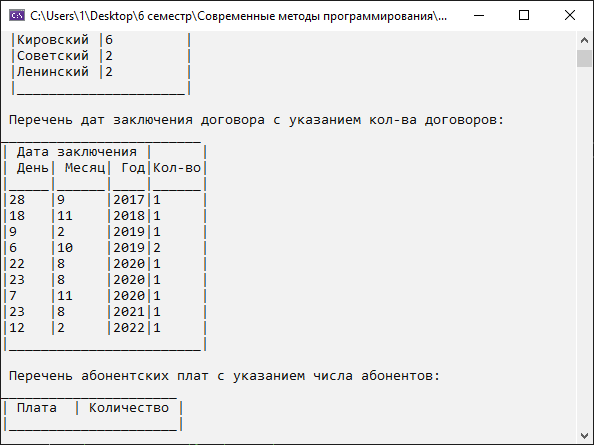 C:\Users\1\Desktop\6 семестр\Современные методы программирования\...
|Кировский |6         |
|Советский |2         |
|Ленинский |2         |
|_____________________|
Перечень дат заключения договора с указанием кол-ва договоров:
_________________________
| Дата заключения |      |
| День| Месяц| Год|Кол-во|
|_____|______|____|______|
|28   |9     |2017|1     |
|18   |11    |2018|1     |
|9    |2     |2019|1     |
|6    |10    |2019|2     |
|22   |8     |2020|1     |
|23   |8     |2020|1     |
|7    |11    |2020|1     |
|23   |8     |2021|1     |
|12   |2     |2022|1     |
|________________________|
Перечень абонентских плат с указанием числа абонентов:
______________________
| Плата  | Количество |
|_____________________|